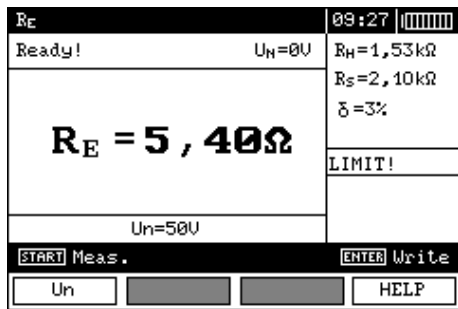 RE 09:27
Ready! UN=0V RH=1,53kΩ
RS=2,10kΩ
δ=3%
RE=5,40Ω
LIMIT!
Un=50V
START Meas. ENTER Write
Un HELP